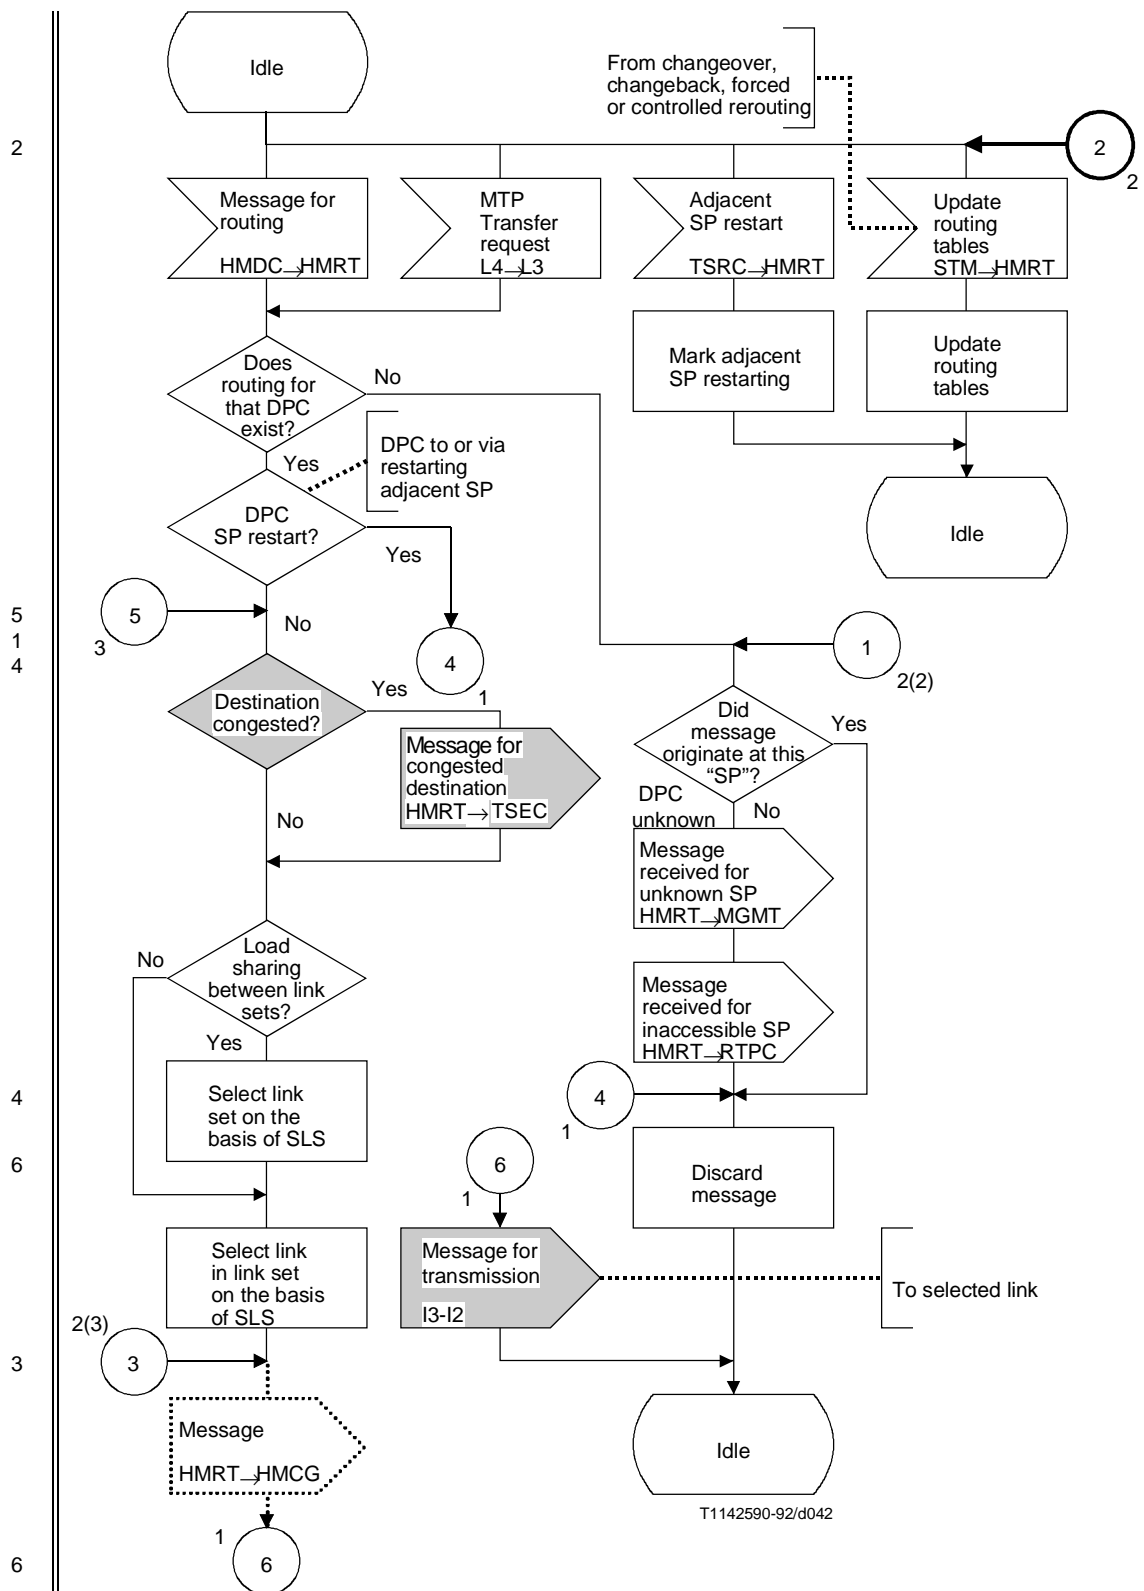 Idle
From changeover,
changeback, forced
or controlled rerouting
2
2
2
Message for
routing
HMDC→HMRT
MTP
Transfer
request
L4→L3
Adjacent
SP restart
TSRC→HMRT
Update
routing
tables
STM→HMRT
Does
routing for
that DPC
exist?
No
Yes
Mark adjacent
SP restarting
Update
routing
tables
DPC to or via
restarting
adjacent SP
DPC
SP restart?
Yes
No
Idle
5
1
4
5
3
4
1
1
2(2)
Destination
congested?
Yes
No
Message for
congested
destination
HMRT→TSEC
Did
message
originate at this
“SP”?
Yes
DPC
unknown
No
Message
received for
unknown SP
HMRT→MGMT
Load
sharing
between link
sets?
No
Yes
Message
received for
inaccessible SP
HMRT→RTPC
4
Select link
set on the
basis of SLS
4
1
6
6
1
Discard
message
Select link
in link set
on the basis
of SLS
Message for
transmission
I3-I2
To selected link
2(3)
3
3
Message
HMRT→HMCG
Idle
T1142590-92/d042
1
6
6